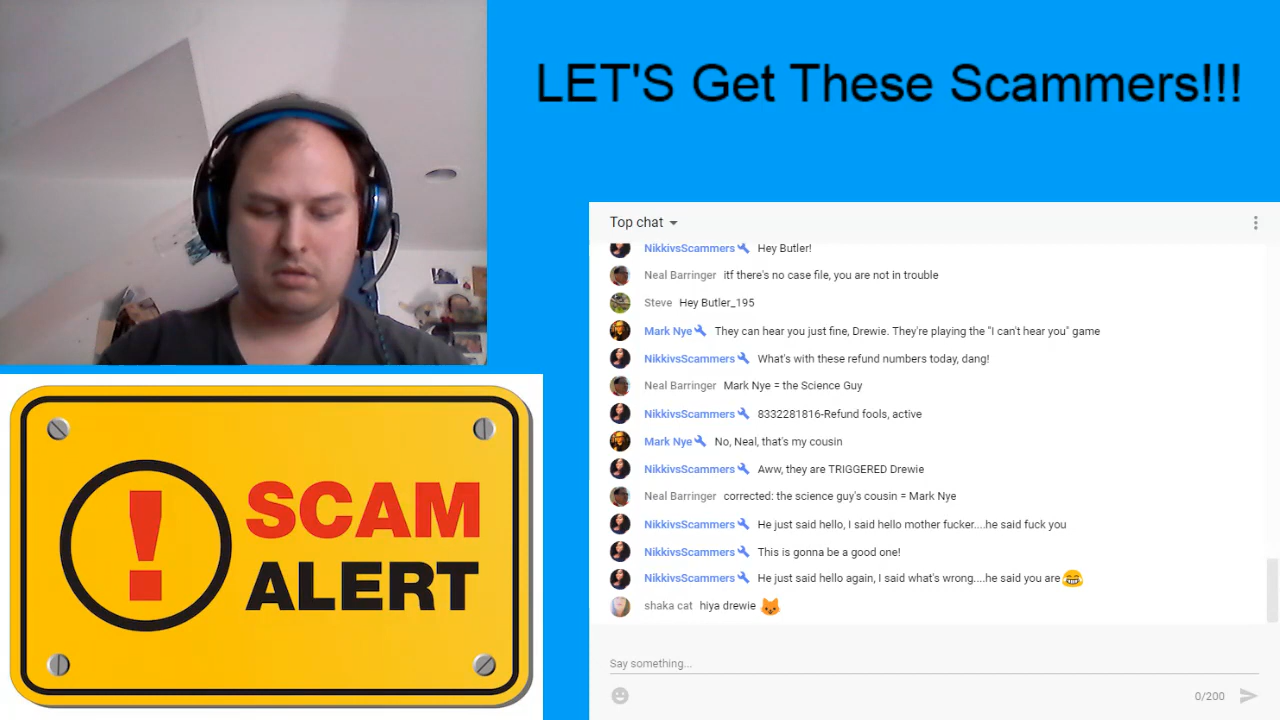 LET'S Get These Scammers!!!
Top chat
NikkivsScammers Hey Butler!
Neal Barringer itf there's no case file, you are not in trouble
Steve Hey Butler_195
Mark Nye They can hear you just fine, Drewie. They're playing the "I can't hear you" game
NikkivsScammers What's with these refund numbers today, dang!
Neal Barringer Mark Nye = the Science Guy
NikkivsScammers 8332281816-Refund fools, active
Mark Nye No, Neal, that's my cousin
NikkivsScammers Aww, they are TRIGGERED Drewie
Neal Barringer corrected: the science guy's cousin = Mark Nye
NikkivsScammers He just said hello, I said hello mother fucker....he said fuck you
NikkivsScammers This is gonna be a good one!
NikkivsScammers He just said hello again, I said what's wrong....he said you are 😂
shaka cat hiya drewie
Say something...
0/200
! SCAM
ALERT